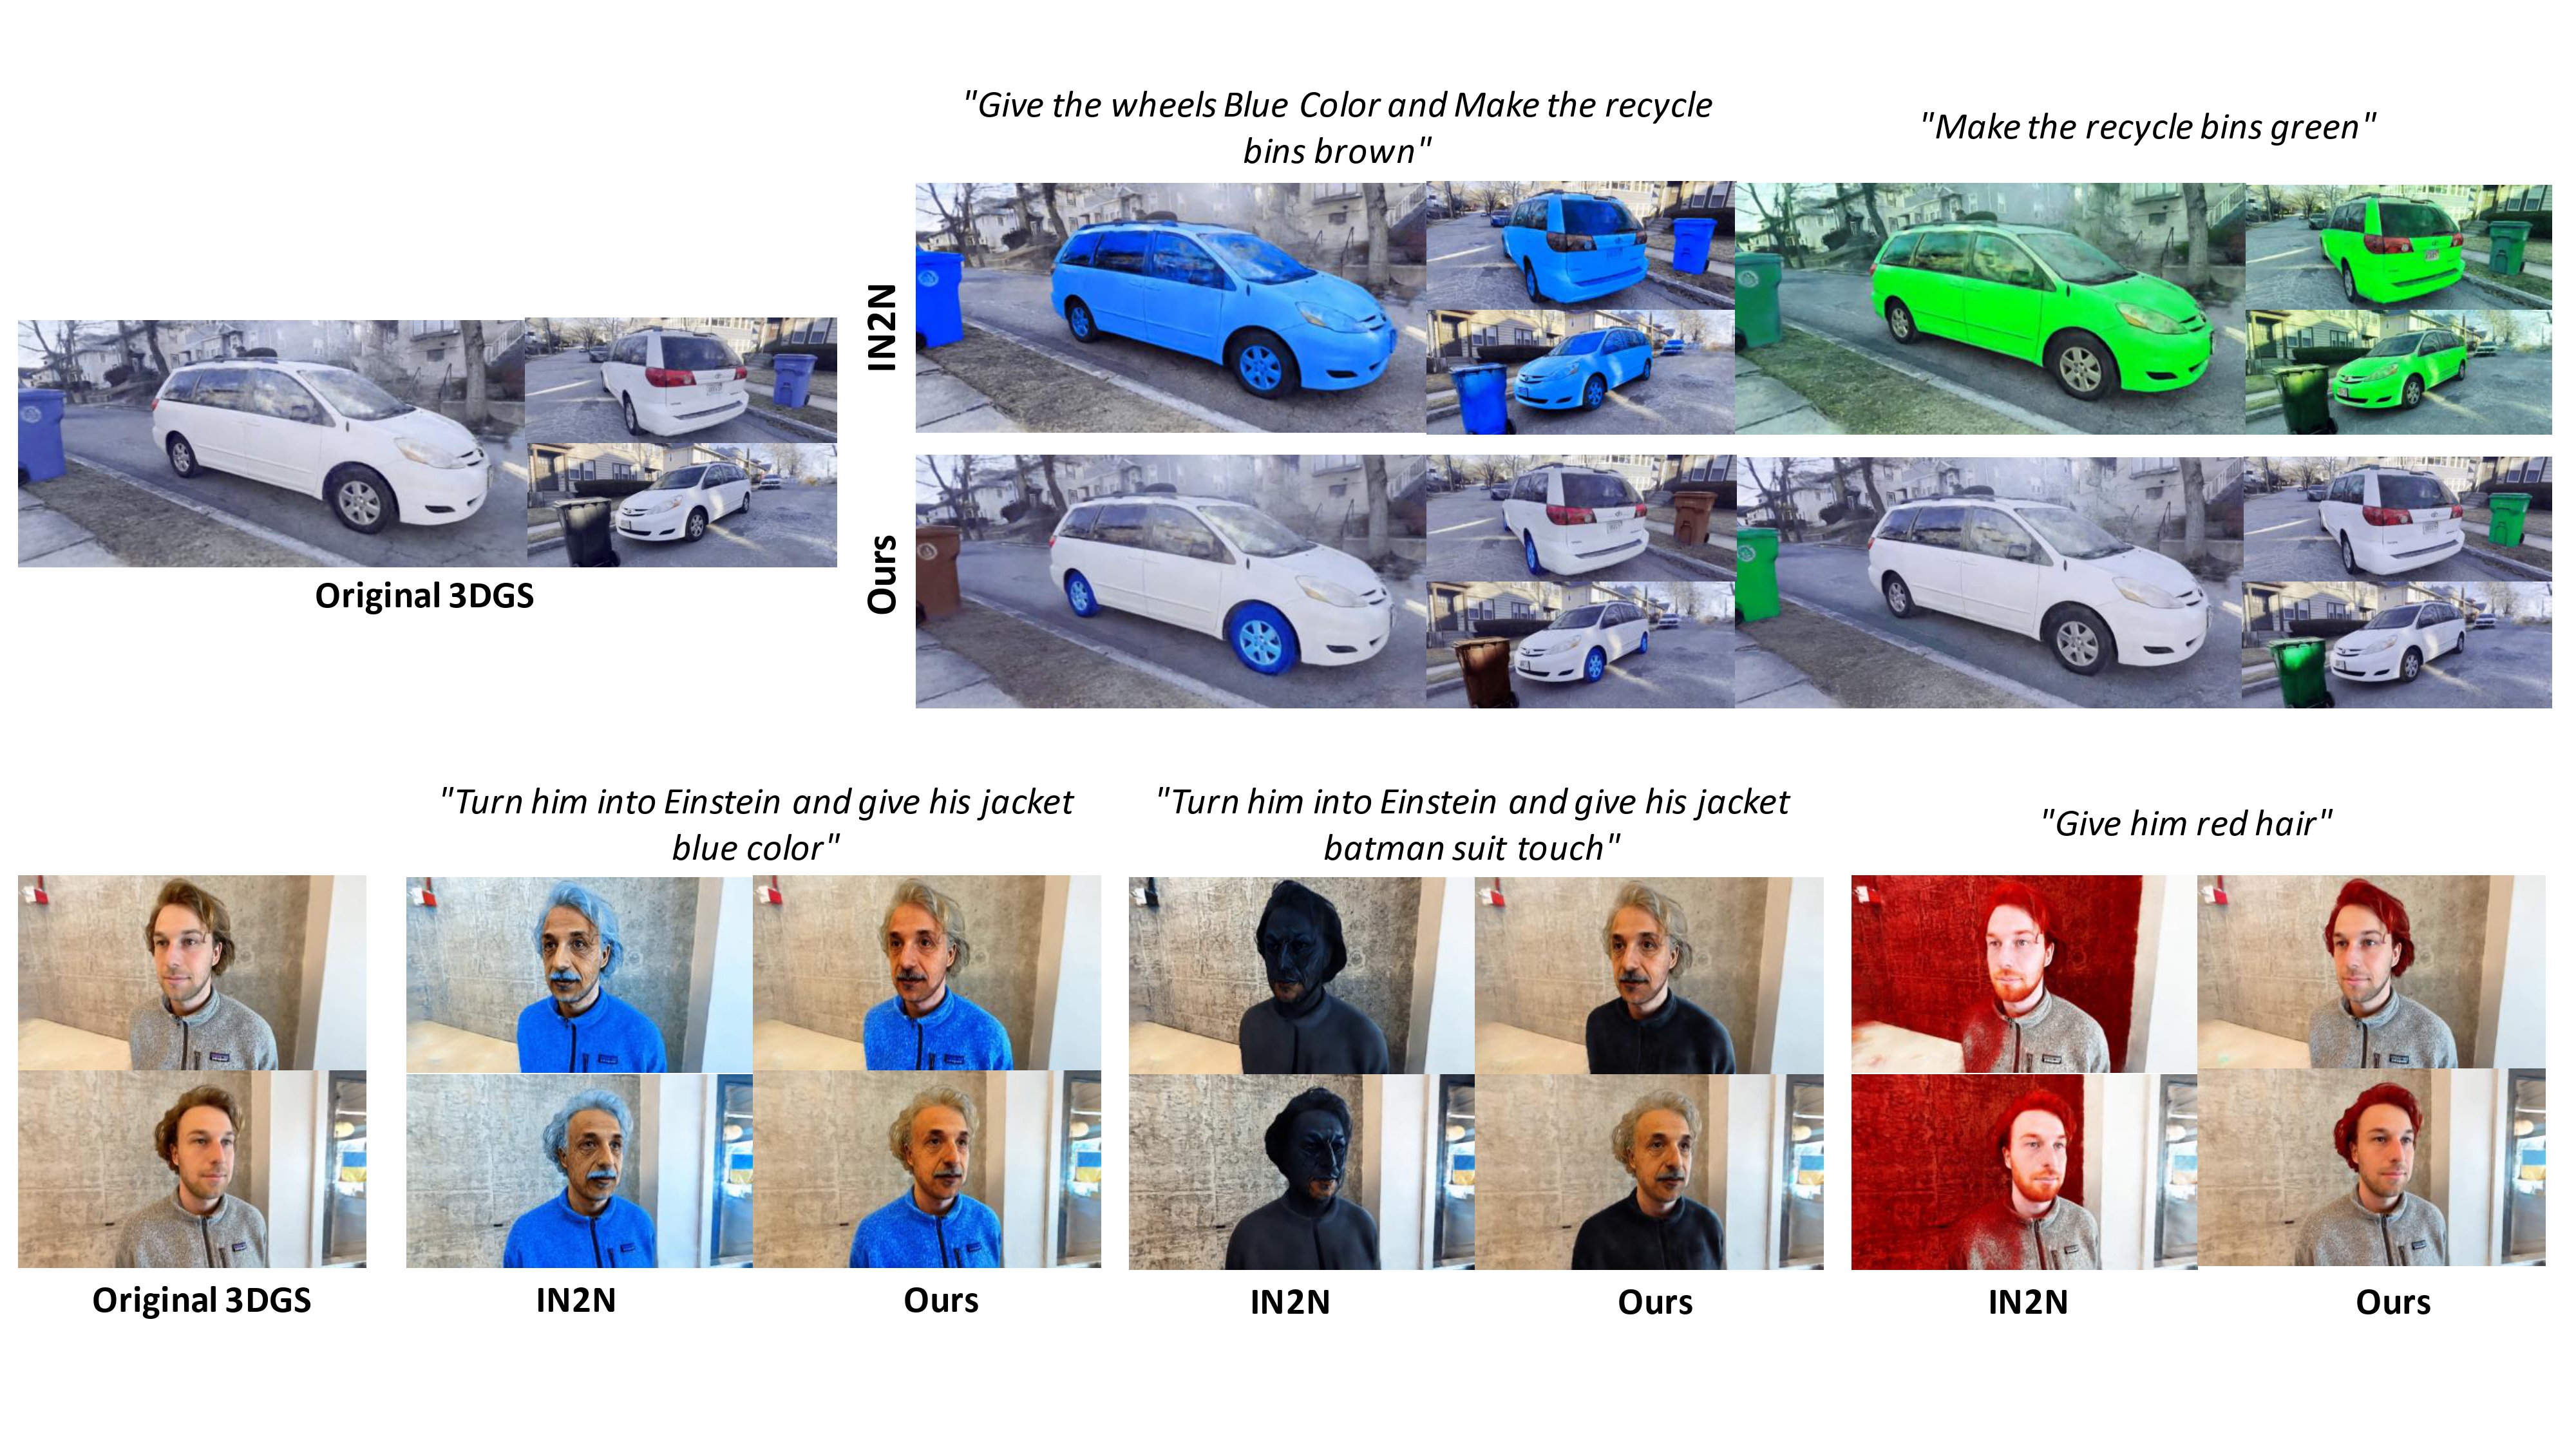 "Give the wheels Blue Color and Make the recycle
bins brown"
"Make the recycle bins green"
IN2N
Ours
Original 3DGS
"Turn him into Einstein and give his jacket
blue color"
"Turn him into Einstein and give his jacket
batman suit touch"
"Give him red hair"
Original 3DGS
IN2N
Ours
IN2N
Ours
IN2N
Ours